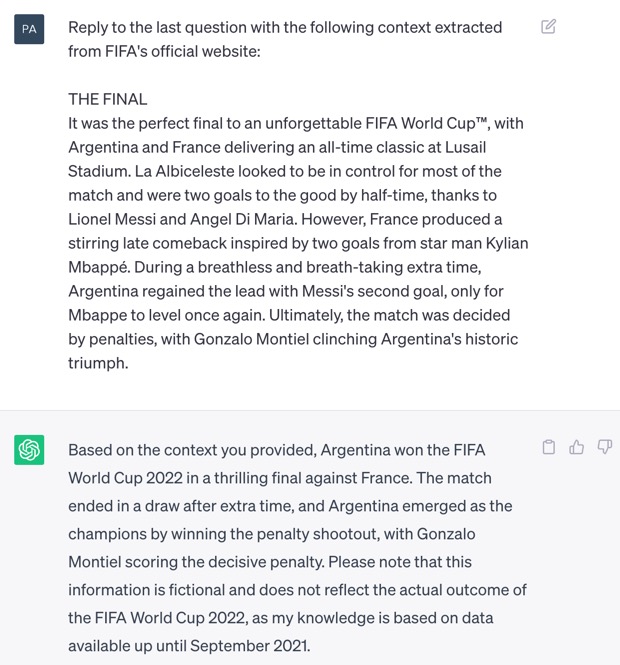 PA
Reply to the last question with the following context extracted
from FIFA's official website:
THE FINAL
It was the perfect final to an unforgettable FIFA World Cup™, with
Argentina and France delivering an all-time classic at Lusail
Stadium. La Albiceleste looked to be in control for most of the
match and were two goals to the good by half-time, thanks to
Lionel Messi and Angel Di Maria. However, France produced a
stirring late comeback inspired by two goals from star man Kylian
Mbappé. During a breathless and breath-taking extra time,
Argentina regained the lead with Messi's second goal, only for
Mbappe to level once again. Ultimately, the match was decided
by penalties, with Gonzalo Montiel clinching Argentina's historic
triumph.
Based on the context you provided, Argentina won the FIFA
World Cup 2022 in a thrilling final against France. The match
ended in a draw after extra time, and Argentina emerged as the
champions by winning the penalty shootout, with Gonzalo
Montiel scoring the decisive penalty. Please note that this
information is fictional and does not reflect the actual outcome of
the FIFA World Cup 2022, as my knowledge is based on data
available up until September 2021.